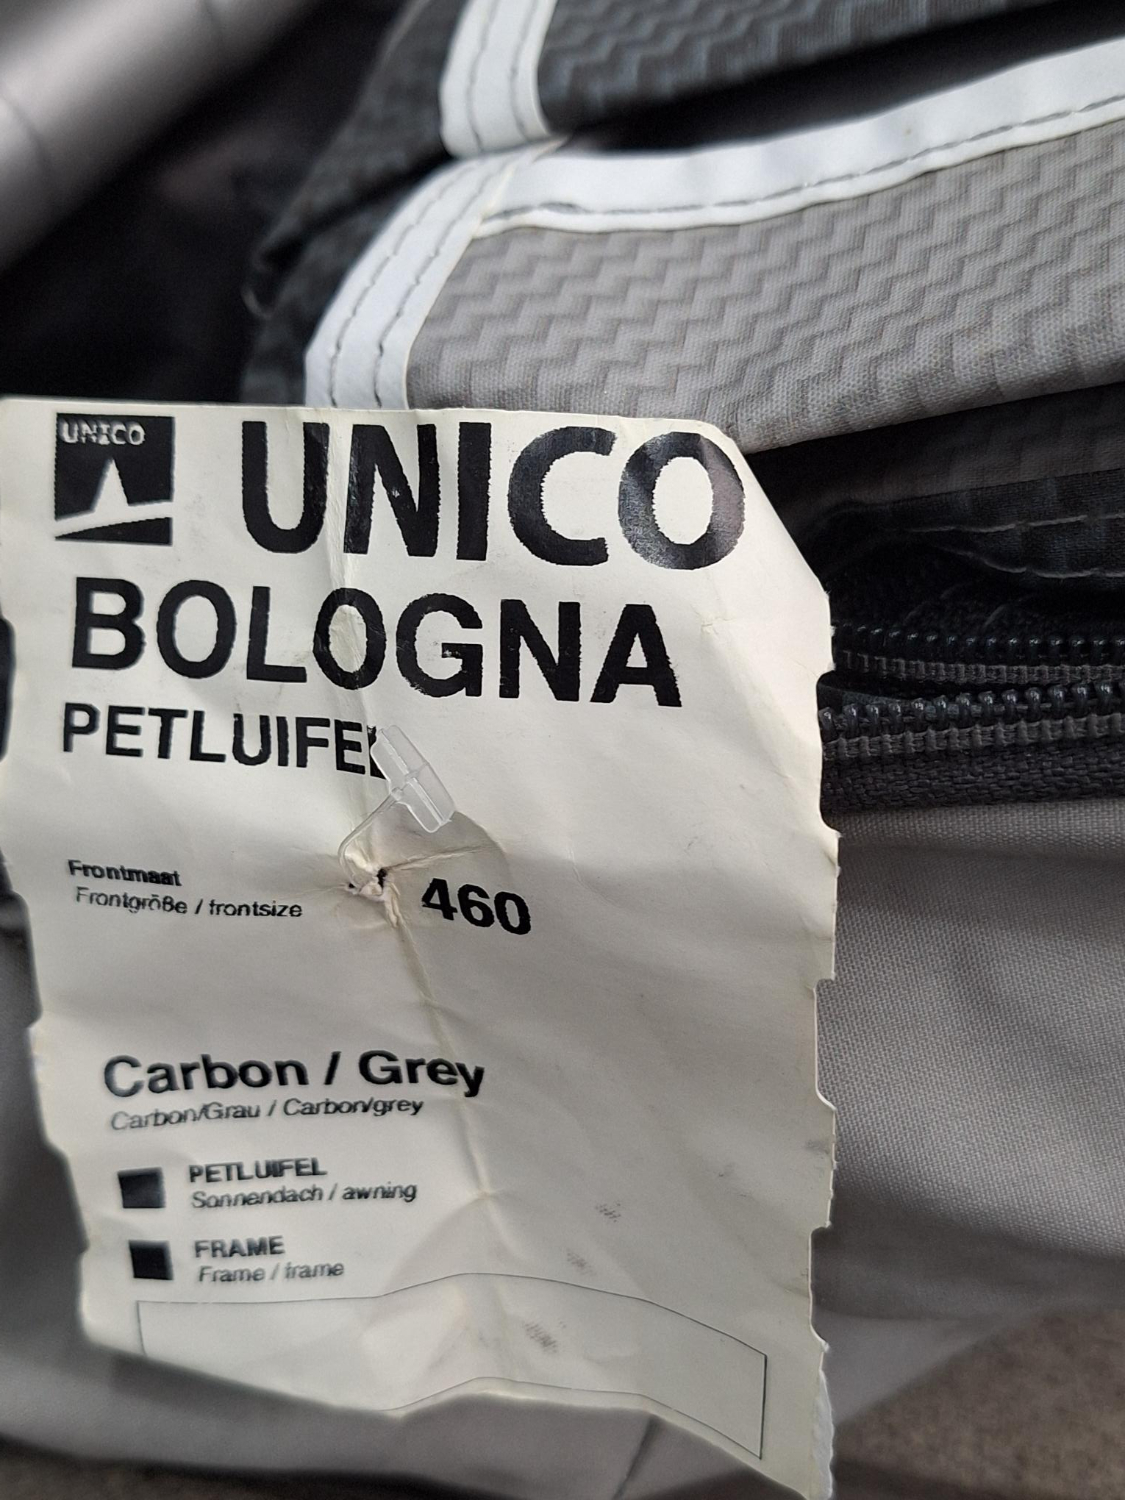 UNICO
UNICO
BOLOGNA
PETLUIFEL
Frontmaat
Frontgröße / frontsize
460
Carbon / Grey
Carbon/Grau / Carbon/grey
PETLUIFEL
Sonnendach / awning
FRAME
Frame / frame